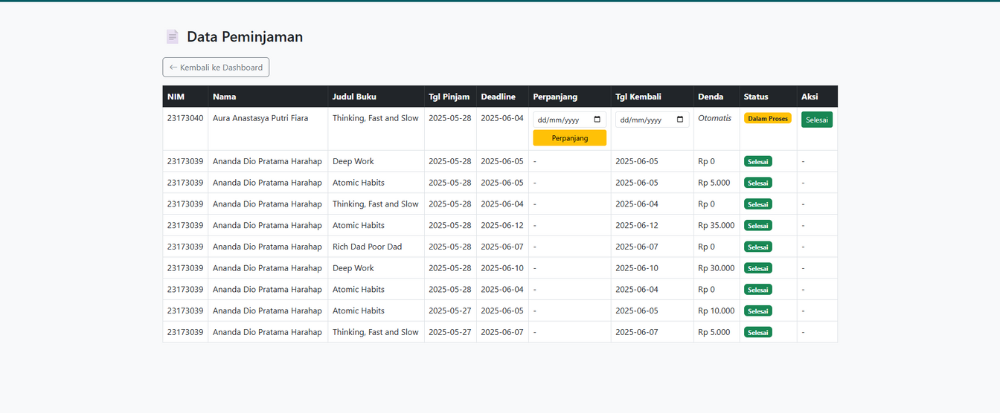 Data Peminjaman
← Kembali ke Dashboard
NIM Nama Judul Buku Tgl Pinjam Deadline Perpanjang Tgl Kembali Denda Status Aksi
23173040 Aura Anastasya Putri Fiara Thinking, Fast and Slow 2025-05-28 2025-06-04 dd/mm/yyyy dd/mm/yyyy Otomatis Dalam Proses Selesai
Perpanjang
23173039 Ananda Dio Pratama Harahap Deep Work 2025-05-28 2025-06-05 - 2025-06-05 Rp 0 Selesai -
23173039 Ananda Dio Pratama Harahap Atomic Habits 2025-05-28 2025-06-05 - 2025-06-05 Rp 5.000 Selesai -
23173039 Ananda Dio Pratama Harahap Thinking, Fast and Slow 2025-05-28 2025-06-04 - 2025-06-04 Rp 0 Selesai -
23173039 Ananda Dio Pratama Harahap Atomic Habits 2025-05-28 2025-06-12 - 2025-06-12 Rp 35.000 Selesai -
23173039 Ananda Dio Pratama Harahap Rich Dad Poor Dad 2025-05-28 2025-06-07 - 2025-06-07 Rp 0 Selesai -
23173039 Ananda Dio Pratama Harahap Deep Work 2025-05-28 2025-06-10 - 2025-06-10 Rp 30.000 Selesai -
23173039 Ananda Dio Pratama Harahap Atomic Habits 2025-05-28 2025-06-04 - 2025-06-04 Rp 0 Selesai -
23173039 Ananda Dio Pratama Harahap Atomic Habits 2025-05-27 2025-06-05 - 2025-06-05 Rp 10.000 Selesai -
23173039 Ananda Dio Pratama Harahap Thinking, Fast and Slow 2025-05-27 2025-06-07 - 2025-06-07 Rp 5.000 Selesai -